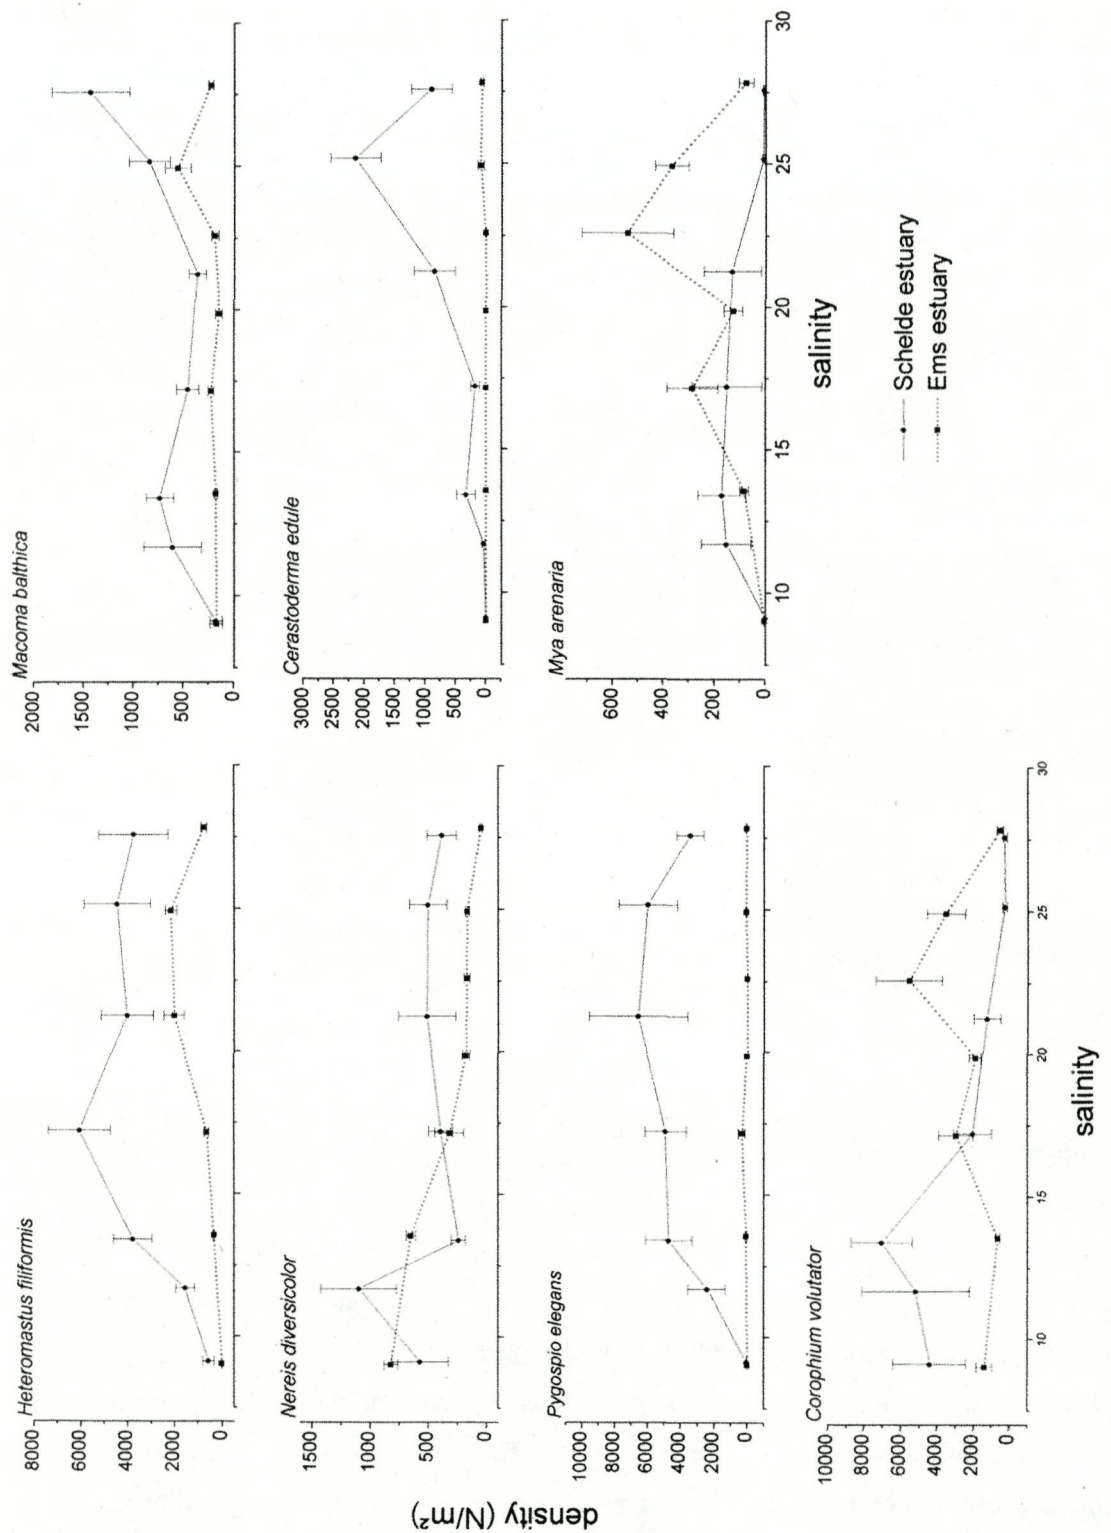 density (N/m²)
Heteromastus filiformis
8000
6000
4000
2000
0
Nereis diversicolor
1500
1000
500
0
Pygospio elegans
10000
8000
6000
4000
2000
0
Corophium volutator
10000
8000
6000
4000
2000
0
10 15 20 25 30
salinity
Macoma balthica
2000
1500
1000
500
0
Cerastoderma edule
3000
2500
2000
1500
1000
500
0
Mya arenaria
600
400
200
0
10 15 20 25 30
salinity
Schelde estuary
Ems estuary